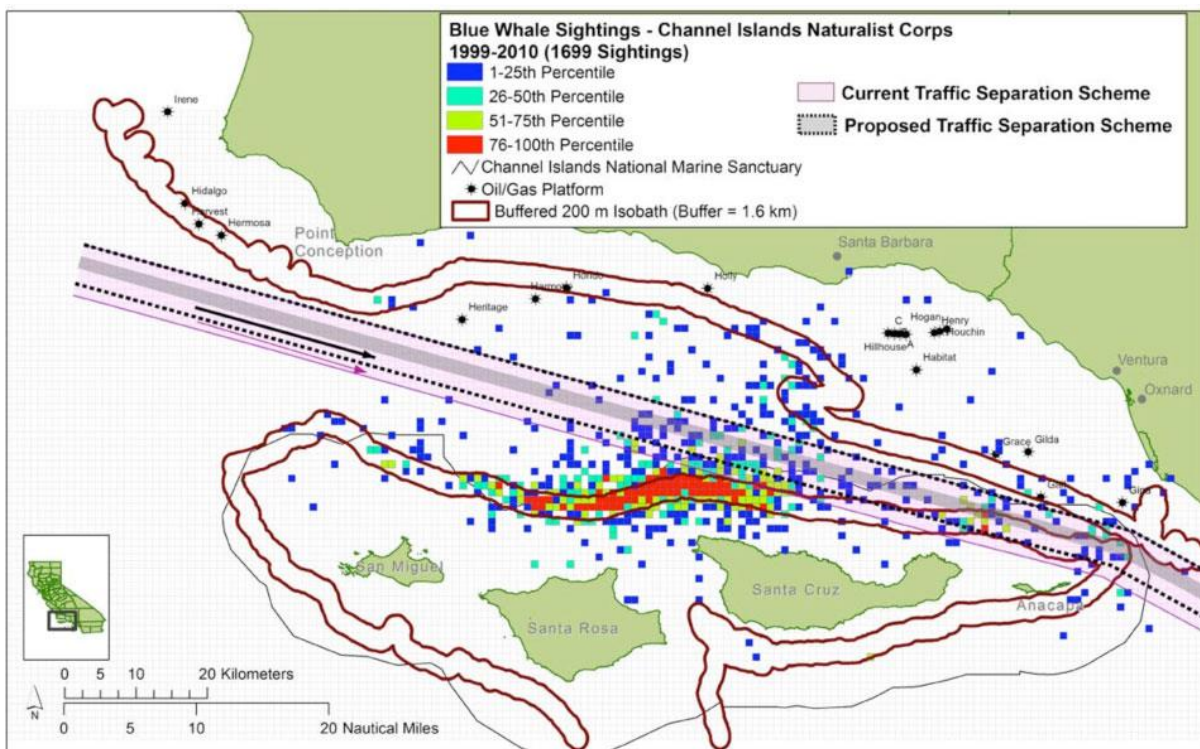 Blue Whale Sightings - Channel Islands Naturalist Corps
1999-2010 (1699 Sightings)
1-25th Percentile
26-50th Percentile
51-75th Percentile
76-100th Percentile
Channel Islands National Marine Sanctuary
Oil/Gas Platform
Buffered 200 m Isobath (Buffer = 1.6 km)
Current Traffic Separation Scheme
Proposed Traffic Separation Scheme
Irene
Hidalgo
Harvest
Hermosa
Point
Conception
Santa Barbara
Heritage
Hondo
Holly
C
Hogan
Henry
Houchin
Hillhouse
A
Habitat
Ventura
Oxnard
Grace
Gilda
Gina
San Miguel
Santa Rosa
Santa Cruz
Anacapa
0 5 10 20 Kilometers
N
0 5 10 20 Nautical Miles